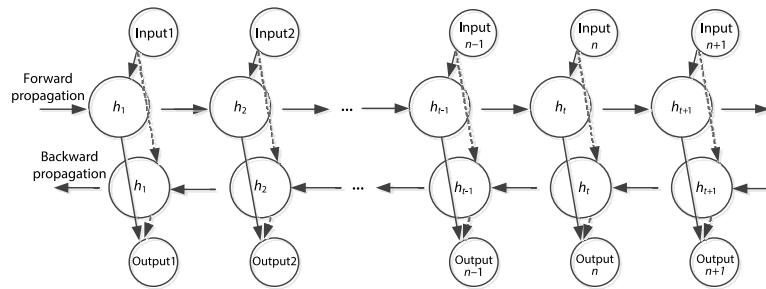 Input1
Input2
Input
n–1
Input
n
Input
n+1
Forward
propagation
h1
h2
...
ht-1
ht
ht+1
Backward
propagation
h1
h2
...
ht-1
ht
ht+1
Output1
Output2
Output
n–1
Output
n
Output
n+1